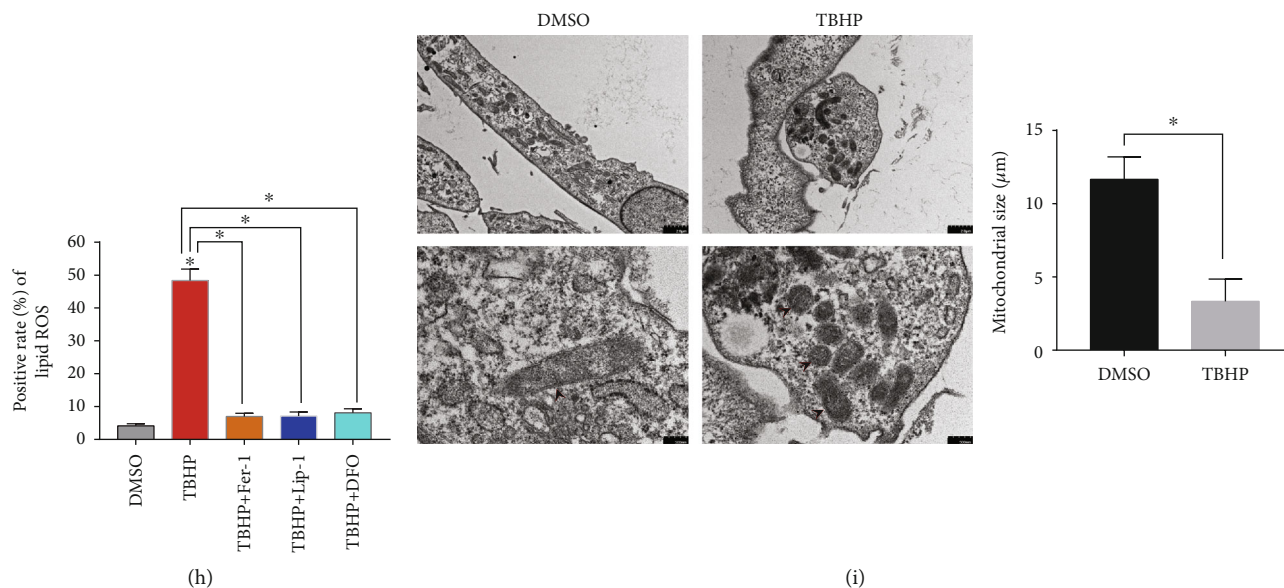 Positive rate (%) of
lipid ROS
60
50
40
30
20
10
0
*
*
*
*
DMSO
TBHP
TBHP+Fer-1
TBHP+Lip-1
TBHP+DFO
(h)
DMSO
TBHP
Mitochondrial size (μm)
15
10
5
0
*
DMSO
TBHP
(i)